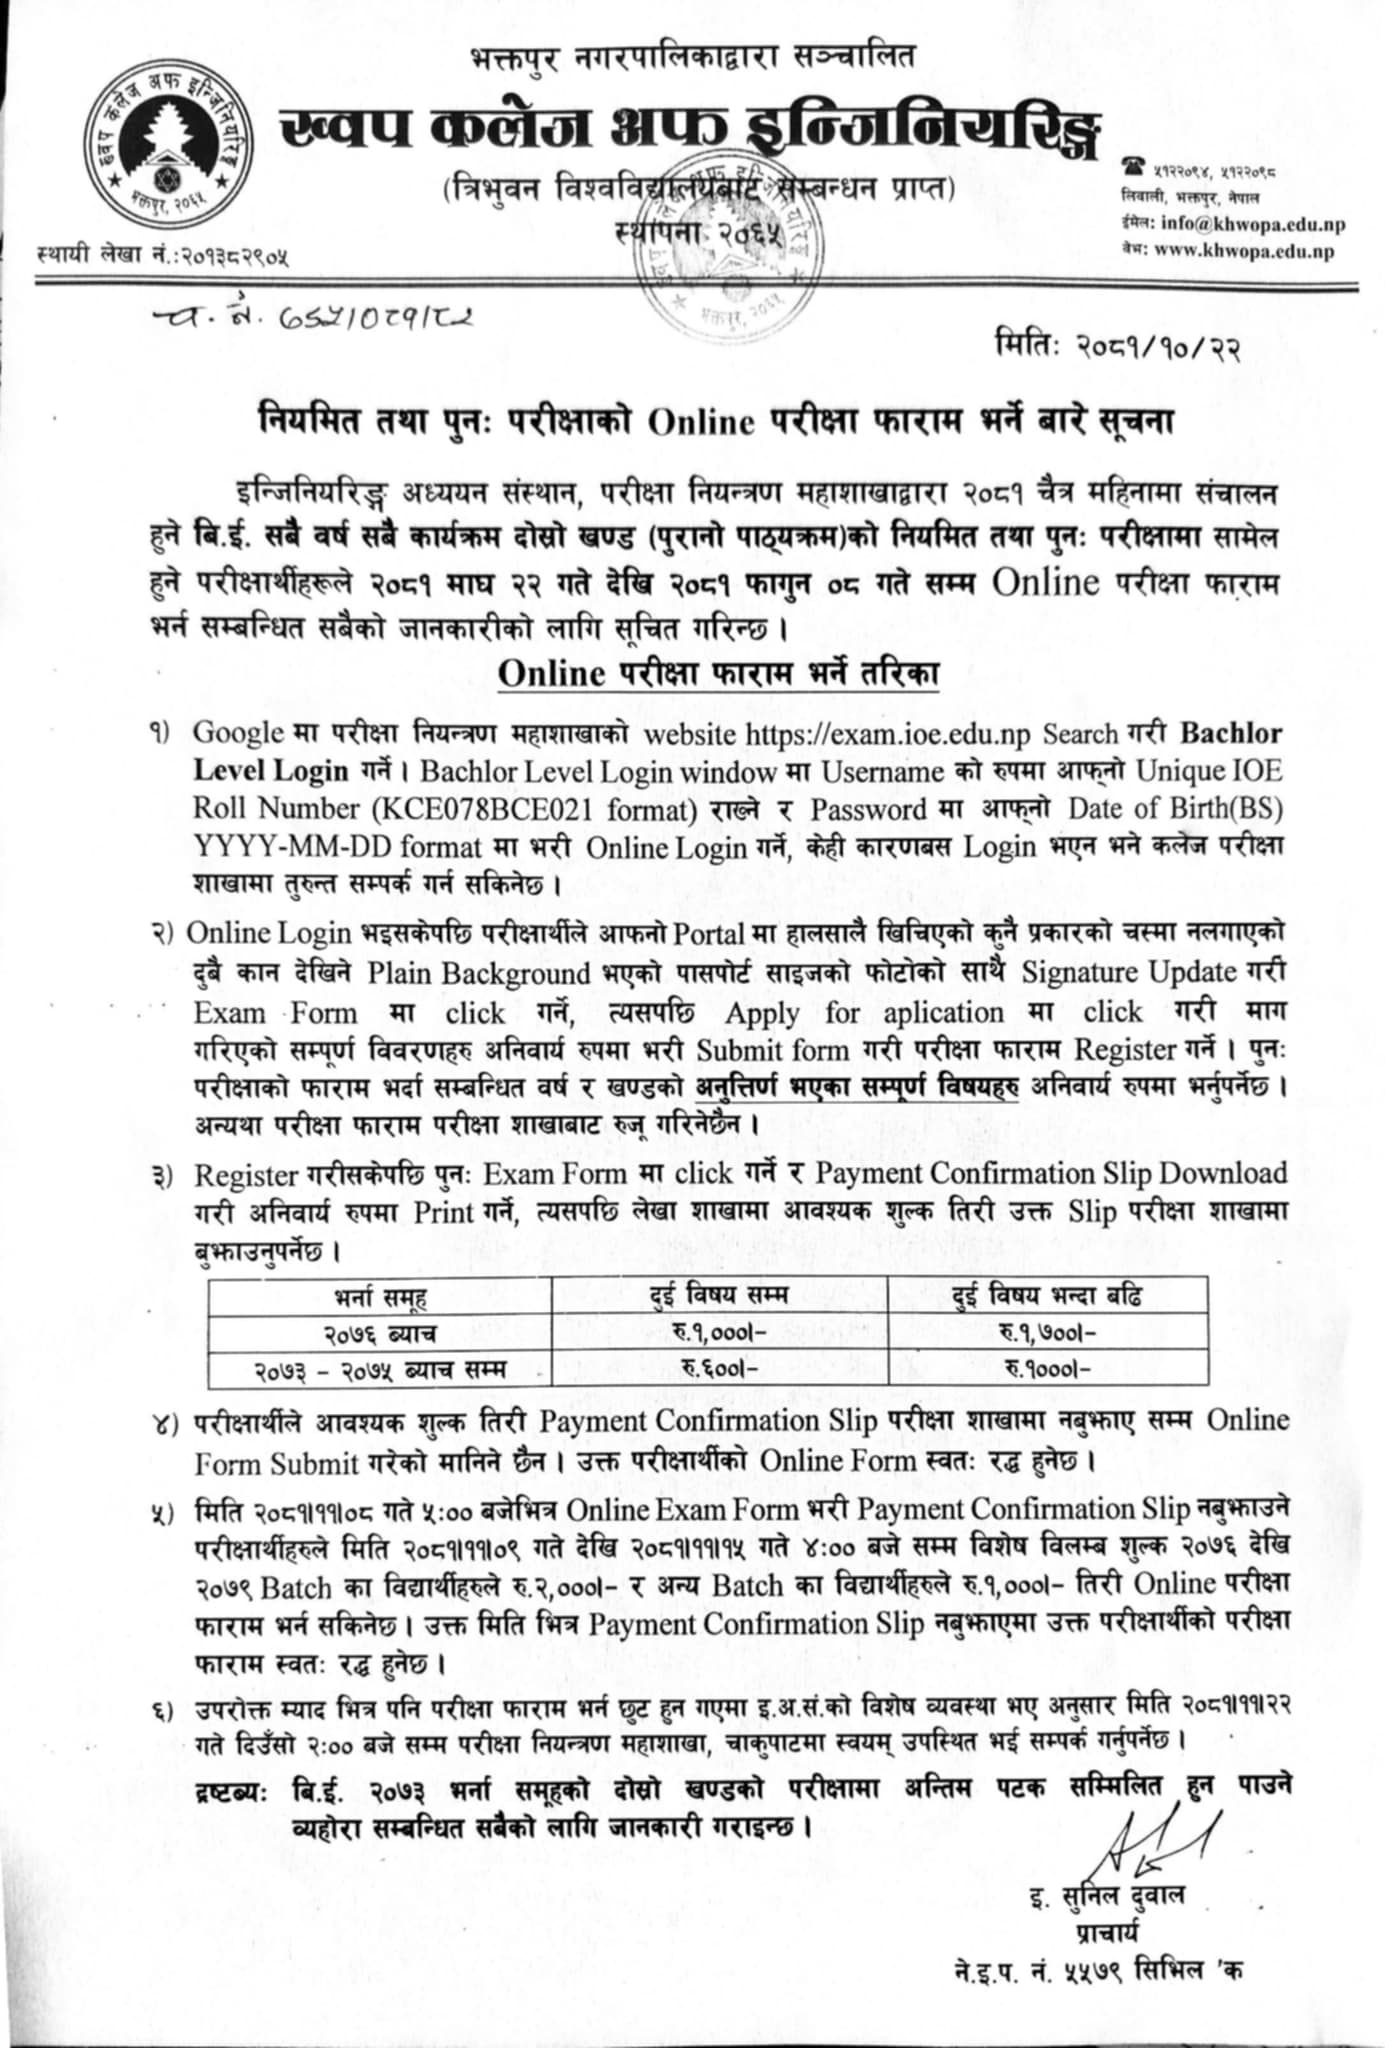 भक्तपुर नगरपालिकाद्वारा सञ्चालित
ख्वप कलेज अफ इन्जिनियरिङ्ग
(त्रिभुवन विश्वविद्यालयबाट सम्बन्धन प्राप्त)
स्थापना २०६५
ख्वप कलेज अफ इन्जिनियरिङ्ग
भक्तपुर, २०६५
☎ ५१२२०९४, ५१२२०९८
लिवाली, भक्तपुर, नेपाल
ईमेल: info@khwopa.edu.np
वेभ: www.khwopa.edu.np
स्थायी लेखा नं.:२०१३८२९०५
भक्तपुर, २०६५
च. नं. ७६५/०८१/८२
मितिः २०८१/१०/२२
नियमित तथा पुनः परीक्षाको Online परीक्षा फाराम भर्ने बारे सूचना
इन्जिनियरिङ्ग अध्ययन संस्थान, परीक्षा नियन्त्रण महाशाखाद्वारा २०८१ चैत्र महिनामा संचालन
हुने बि.ई. सबै वर्ष सबै कार्यक्रम दोस्रो खण्ड (पुरानो पाठ्यक्रम)को नियमित तथा पुनः परीक्षामा सामेल
हुने परीक्षार्थीहरूले २०८१ माघ २२ गते देखि २०८१ फागुन ०८ गते सम्म Online परीक्षा फाराम
भर्न सम्बन्धित सबैको जानकारीको लागि सूचित गरिन्छ ।
Online परीक्षा फाराम भर्ने तरिका
१) Google मा परीक्षा नियन्त्रण महाशाखाको website https://exam.ioe.edu.np Search गरी Bachlor
Level Login गर्ने । Bachlor Level Login window मा Username को रुपमा आफ्नो Unique IOE
Roll Number (KCE078BCE021 format) राख्ने र Password मा आफ्नो Date of Birth(BS)
YYYY-MM-DD format मा भरी Online Login गर्ने, केही कारणबस Login भएन भने कलेज परीक्षा
शाखामा तुरुन्त सम्पर्क गर्न सकिनेछ ।
२) Online Login भइसकेपछि परीक्षार्थीले आफनो Portal मा हालसालै खिचिएको कुनै प्रकारको चस्मा नलगाएको
दुबै कान देखिने Plain Background भएको पासपोर्ट साइजको फोटोको साथै Signature Update गरी
Exam Form मा click गर्ने, त्यसपछि Apply for aplication मा click गरी माग
गरिएको सम्पूर्ण विवरणहरु अनिवार्य रुपमा भरी Submit form गरी परीक्षा फाराम Register गर्ने । पुनः
परीक्षाको फाराम भर्दा सम्बन्धित वर्ष र खण्डको अनुत्तिर्ण भएका सम्पूर्ण विषयहरु अनिवार्य रुपमा भर्नुपर्नेछ ।
अन्यथा परीक्षा फाराम परीक्षा शाखाबाट रुजू गरिनेछैन ।
३) Register गरीसकेपछि पुनः Exam Form मा click गर्ने र Payment Confirmation Slip Download
गरी अनिवार्य रुपमा Print गर्ने, त्यसपछि लेखा शाखामा आवश्यक शुल्क तिरी उक्त Slip परीक्षा शाखामा
बुझाउनुपर्नेछ ।
भर्ना समूह दुई विषय सम्म दुई विषय भन्दा बढि
२०७६ ब्याच रु.१,०००।– रु.१,७००।–
२०७३ – २०७५ ब्याच सम्म रु.६००।– रु.१०००।–
४) परीक्षार्थीले आवश्यक शुल्क तिरी Payment Confirmation Slip परीक्षा शाखामा नबुझाए सम्म Online
Form Submit गरेको मानिने छैन । उक्त परीक्षार्थीको Online Form स्वतः रद्ध हुनेछ ।
५) मिति २०८१।११।०८ गते ५:०० बजेभित्र Online Exam Form भरी Payment Confirmation Slip नबुझाउने
परीक्षार्थीहरुले मिति २०८१।११।०९ गते देखि २०८१।११।१५ गते ४:०० बजे सम्म विशेष विलम्ब शुल्क २०७६ देखि
२०७९ Batch का विद्यार्थीहरुले रु.२,०००।– र अन्य Batch का विद्यार्थीहरुले रु.१,०००।– तिरी Online परीक्षा
फाराम भर्न सकिनेछ । उक्त मिति भित्र Payment Confirmation Slip नबुझाएमा उक्त परीक्षार्थीको परीक्षा
फाराम स्वतः रद्ध हुनेछ ।
६) उपरोक्त म्याद भित्र पनि परीक्षा फाराम भर्न छुट हुन गएमा इ.अ.सं.को विशेष व्यवस्था भए अनुसार मिति २०८१।११।२२
गते दिउँसो २:०० बजे सम्म परीक्षा नियन्त्रण महाशाखा, चाकुपाटमा स्वयम् उपस्थित भई सम्पर्क गर्नुपर्नेछ ।
द्रष्टब्यः बि.ई. २०७३ भर्ना समूहको दोस्रो खण्डको परीक्षामा अन्तिम पटक सम्मिलित हुन पाउने
व्यहोरा सम्बन्धित सबैको लागि जानकारी गराइन्छ ।
इ. सुनिल दुवाल
प्राचार्य
ने.इ.प. नं. ५५७९ सिभिल 'क